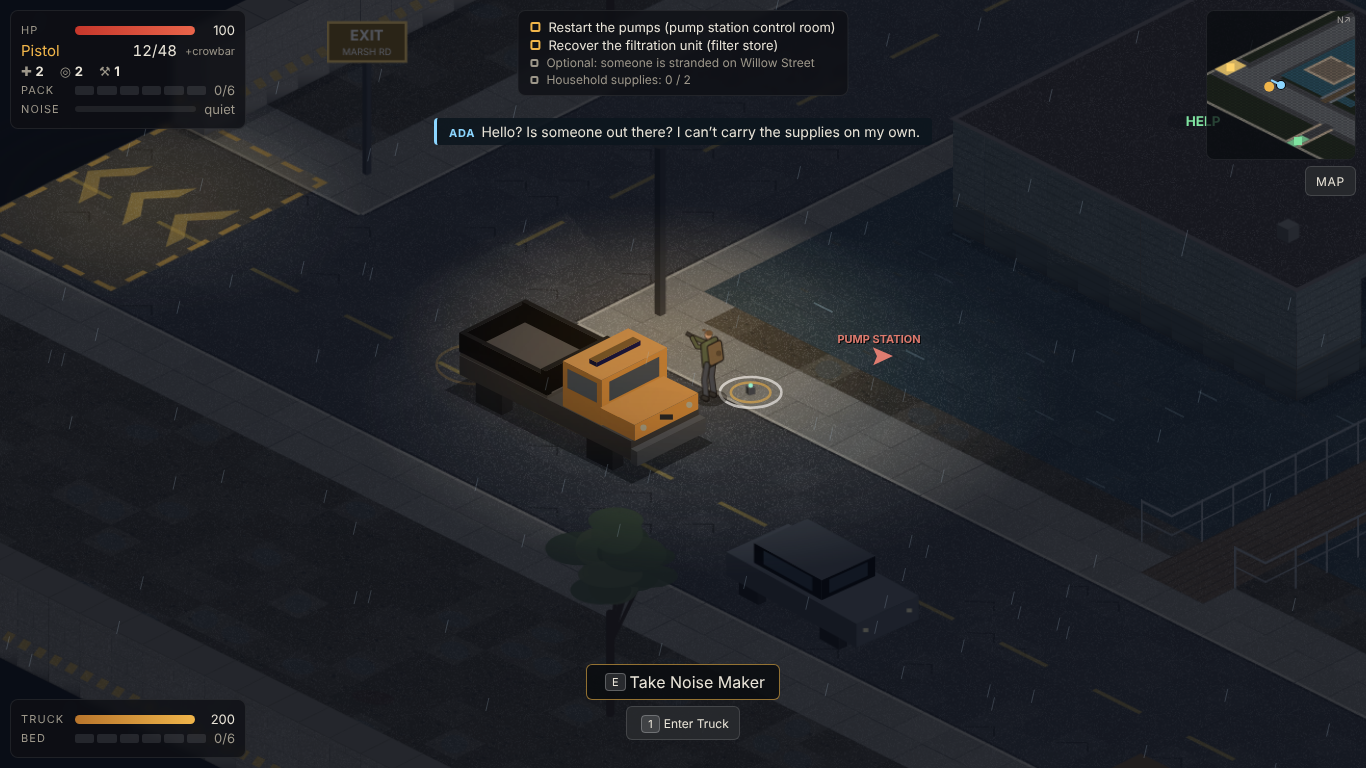 HP 100
Pistol 12/48 +crowbar
2 2 1
PACK 0/6
NOISE quiet
EXIT
MARSH RD
Restart the pumps (pump station control room)
Recover the filtration unit (filter store)
Optional: someone is stranded on Willow Street
Household supplies: 0 / 2
ADA Hello? Is someone out there? I can't carry the supplies on my own.
N
HELP
MAP
PUMP STATION
E Take Noise Maker
1 Enter Truck
TRUCK 200
BED 0/6